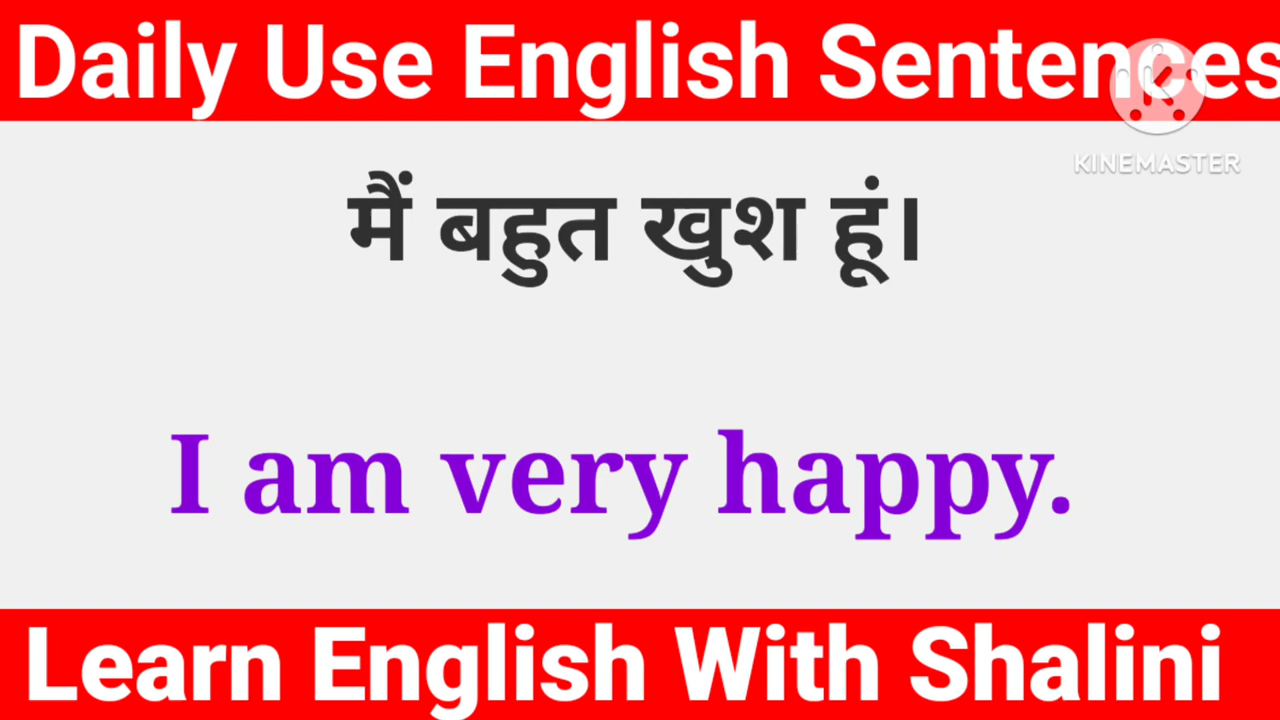 Daily Use English Sentences
KINEMASTER
मैं बहुत खुश हूं।
I am very happy.
Learn English With Shalini